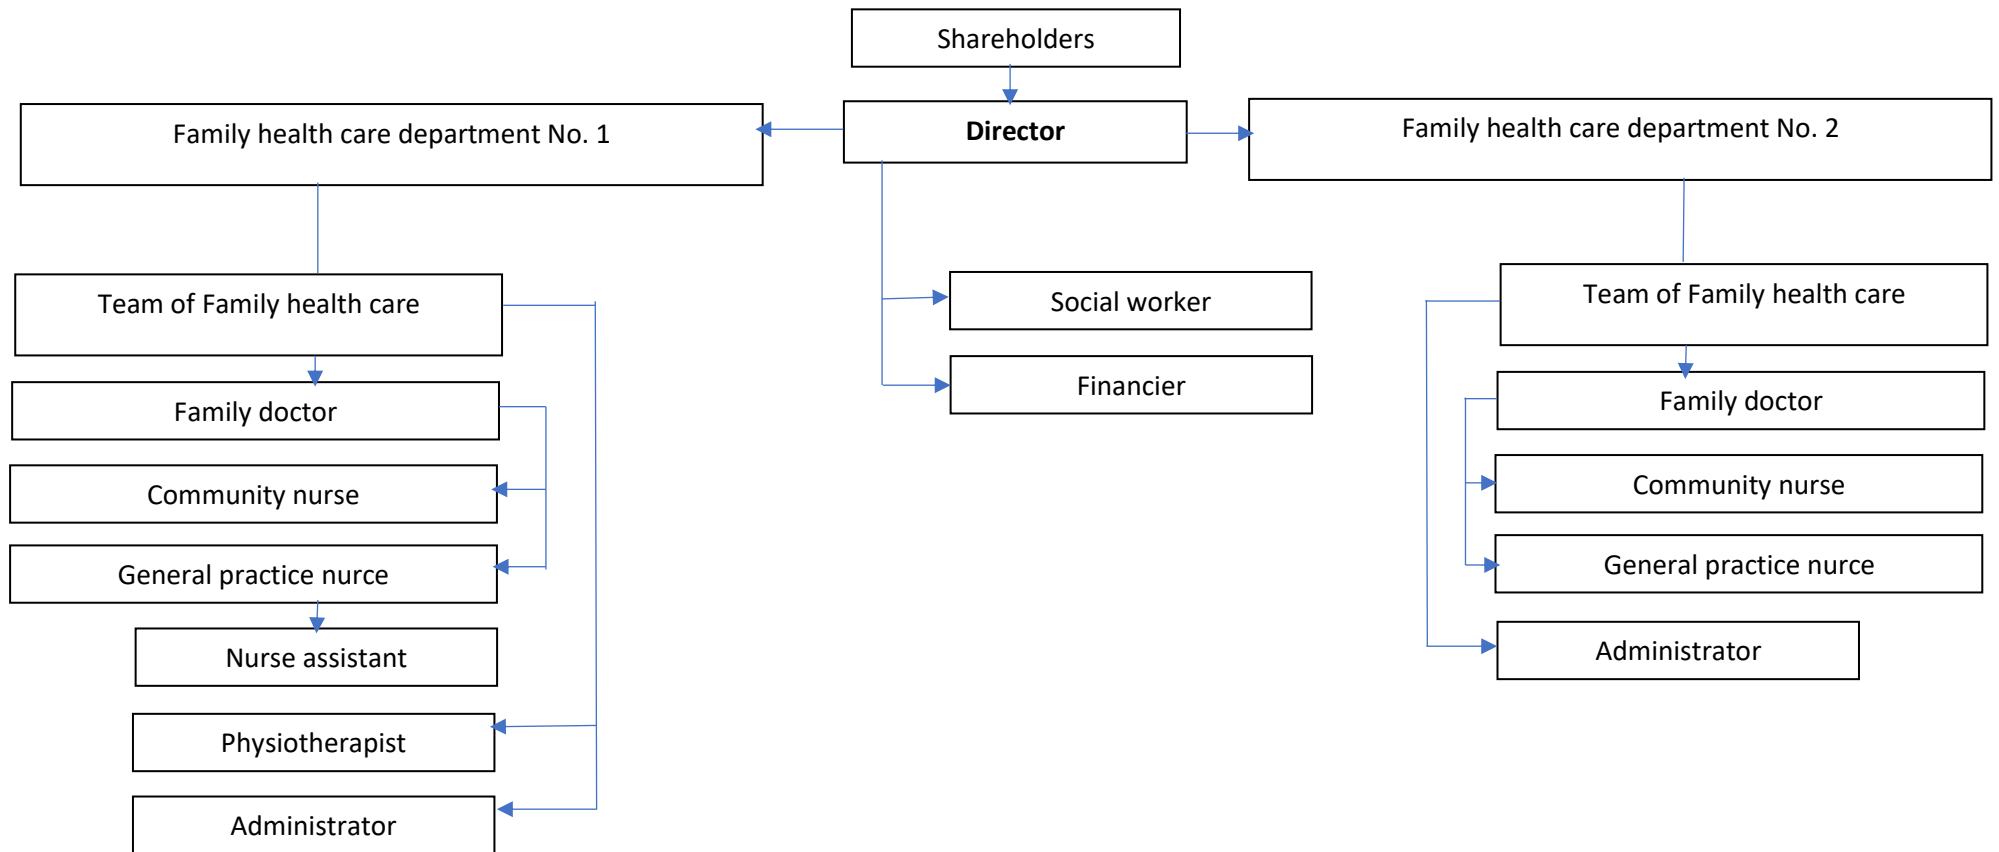 Shareholders
Family health care department No. 1
Director
Family health care department No. 2
Team of Family health care
Social worker
Team of Family health care
Financier
Family doctor
Family doctor
Community nurse
Community nurse
General practice nurce
General practice nurce
Nurse assistant
Administrator
Physiotherapist
Administrator